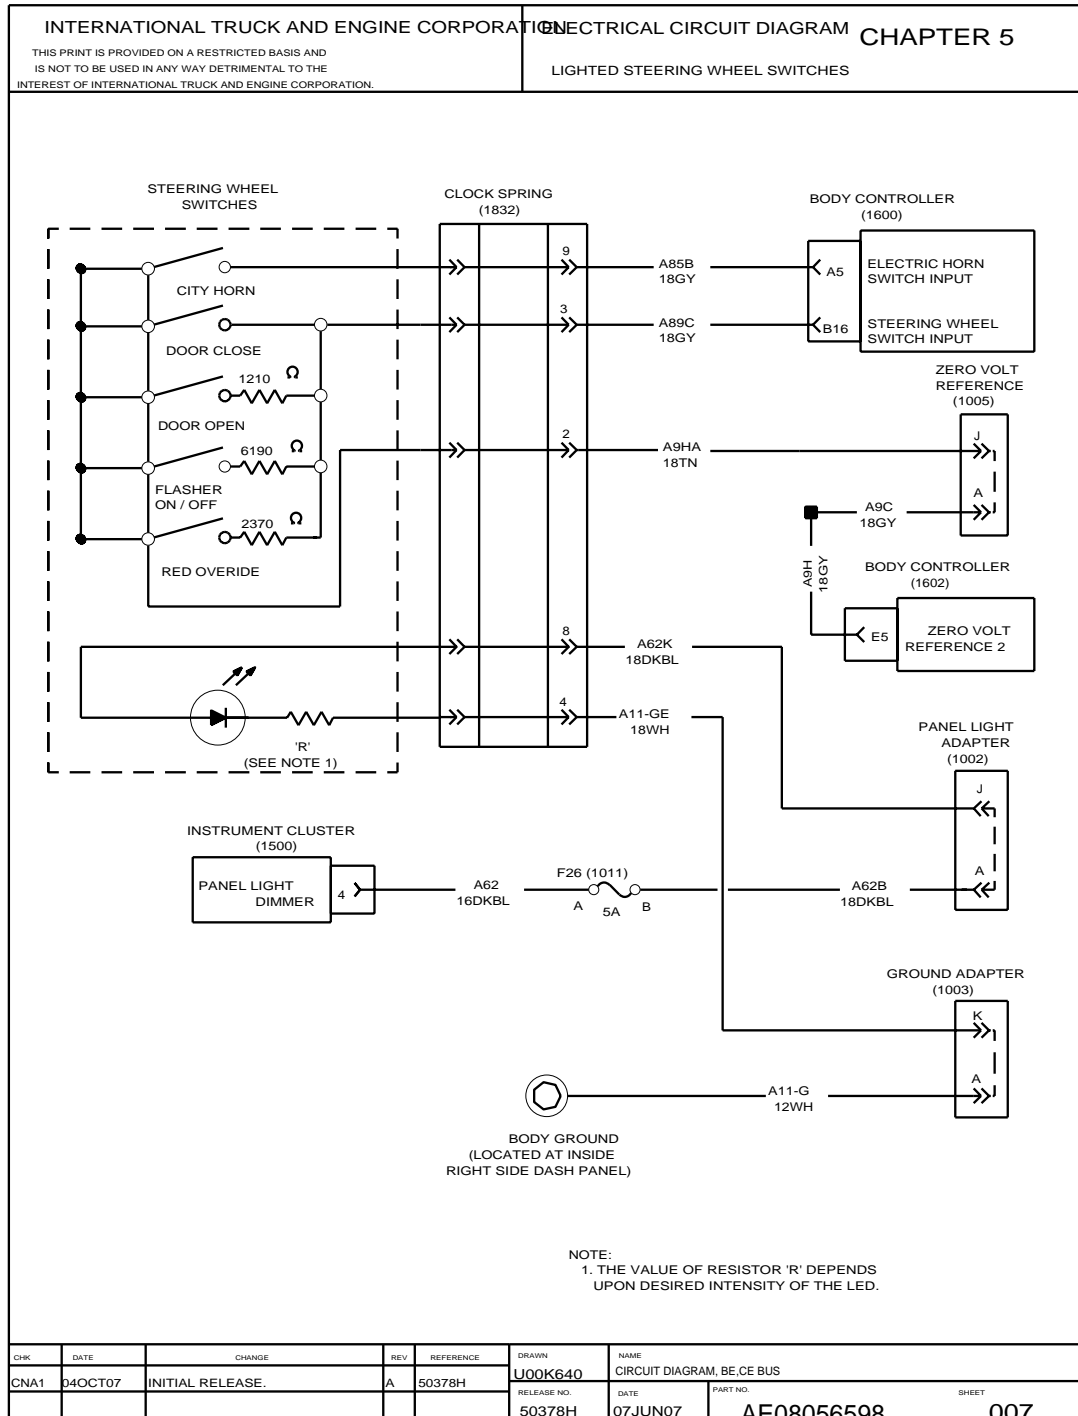 INTERNATIONAL TRUCK AND ENGINE CORPORATION
THIS PRINT IS PROVIDED ON A RESTRICTED BASIS AND
IS NOT TO BE USED IN ANY WAY DETRIMENTAL TO THE
INTEREST OF INTERNATIONAL TRUCK AND ENGINE CORPORATION.
ELECTRICAL CIRCUIT DIAGRAM
CHAPTER 5
LIGHTED STEERING WHEEL SWITCHES
STEERING WHEEL
SWITCHES
CITY HORN
DOOR CLOSE
1210 Ω
DOOR OPEN
6190 Ω
FLASHER
ON / OFF
2370 Ω
RED OVERIDE
'R'
(SEE NOTE 1)
CLOCK SPRING
(1832)
9
3
2
8
4
A85B
18GY
A89C
18GY
A9HA
18TN
A62K
18DKBL
A11-GE
18WH
BODY CONTROLLER
(1600)
A5
ELECTRIC HORN
SWITCH INPUT
B16
STEERING WHEEL
SWITCH INPUT
ZERO VOLT
REFERENCE
(1005)
J
A
A9C
18GY
A9H
18GY
BODY CONTROLLER
(1602)
E5
ZERO VOLT
REFERENCE 2
PANEL LIGHT
ADAPTER
(1002)
J
A
INSTRUMENT CLUSTER
(1500)
PANEL LIGHT
DIMMER
4
A62
16DKBL
F26 (1011)
A
5A
B
A62B
18DKBL
GROUND ADAPTER
(1003)
K
A
A11-G
12WH
BODY GROUND
(LOCATED AT INSIDE
RIGHT SIDE DASH PANEL)
NOTE:
1. THE VALUE OF RESISTOR 'R' DEPENDS
UPON DESIRED INTENSITY OF THE LED.
CHK DATE CHANGE REV REFERENCE
CNA1 04OCT07 INITIAL RELEASE. A 50378H
DRAWN
U00K640
NAME
CIRCUIT DIAGRAM, BE,CE BUS
RELEASE NO.
50378H
DATE
07JUN07
PART NO.
AE08056598
SHEET
007